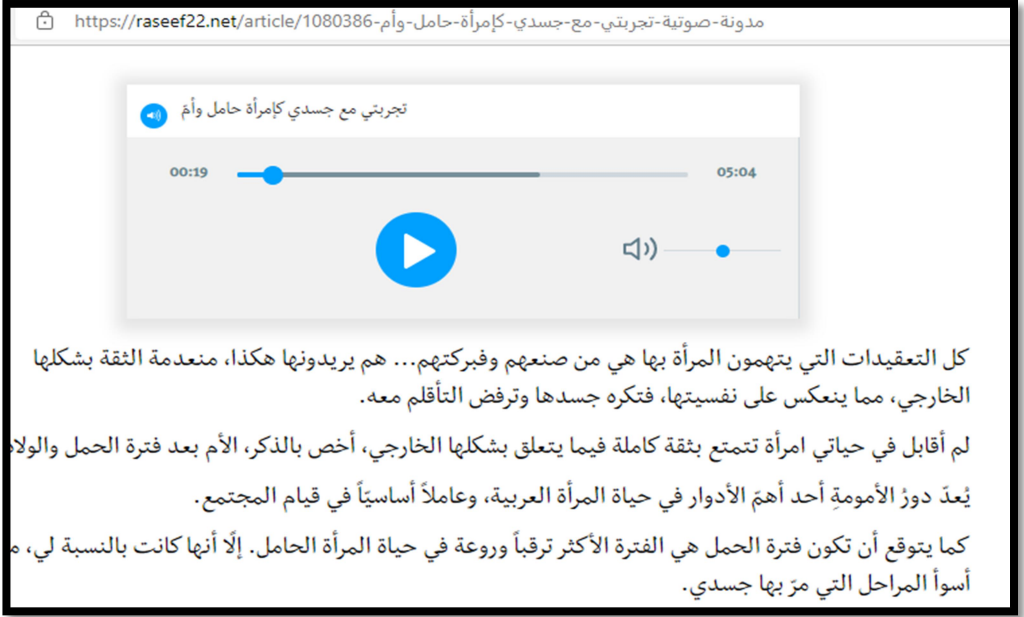 https://raseef22.net/article/1080386-مدونة-صوتية-تجربتي-مع-جسدي-كإمرأة-حامل-وأم
تجربتي مع جسدي كإمرأة حامل وأمّ
00:19
05:04
كل التعقيدات التي يتهمون المرأة بها هي من صنعهم وفبركتهم... هم يريدونها هكذا، منعدمة الثقة بشكلها
الخارجي، مما ينعكس على نفسيتها، فتكره جسدها وترفض التأقلم معه.
لم أقابل في حياتي امرأة تتمتع بثقة كاملة فيما يتعلق بشكلها الخارجي، أخص بالذكر، الأم بعد فترة الحمل
يُعدّ دورُ الأمومةِ أحد أهمّ الأدوار في حياة المرأة العربية، وعاملاً أساسيّاً في قيام المجتمع.
كما يتوقع أن تكون فترة الحمل هي الفترة الأكثر ترقباً وروعة في حياة المرأة الحامل. إلّا أنها كانت بالنسبة لي،
أسوأ المراحل التي مرّ بها جسدي.